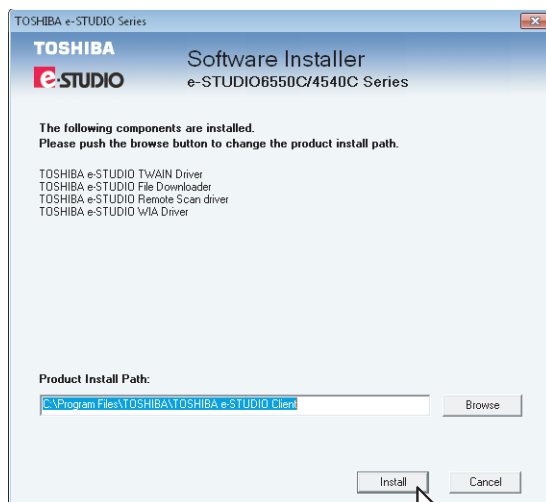 TOSHIBA e-STUDIO Series
TOSHIBA
e-STUDIO
Software Installer
e-STUDIO6550C/4540C Series
The following components are installed.
Please push the browse button to change the product install path.
TOSHIBA e-STUDIO TWAIN Driver
TOSHIBA e-STUDIO File Downloader
TOSHIBA e-STUDIO Remote Scan driver
TOSHIBA e-STUDIO WIA Driver
Product Install Path:
C:\Program Files\TOSHIBA\TOSHIBA e-STUDIO Client
Browse
Install
Cancel